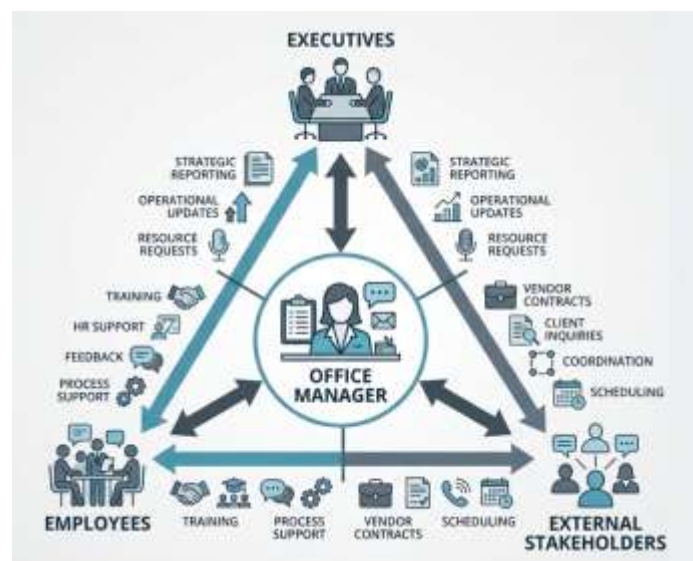 EXECUTIVES
STRATEGIC
REPORTING
OPERATIONAL
UPDATES
RESOURCE
REQUESTS
STRATEGIC
REPORTING
OPERATIONAL
UPDATES
RESOURCE
REQUESTS
TRAINING
HR SUPPORT
FEEDBACK
PROCESS
SUPPORT
OFFICE
MANAGER
VENDOR
CONTRACTS
CLIENT
INQUIRIES
COORDINATION
SCHEDULING
EMPLOYEES
TRAINING
PROCESS
SUPPORT
VENDOR
CONTRACTS
SCHEDULING
EXTERNAL
STAKEHOLDERS